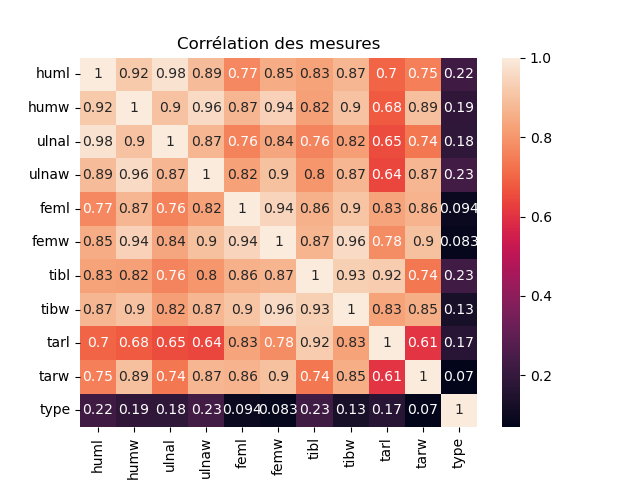 Corrélation des mesures
huml 1 0.92 0.98 0.89 0.77 0.85 0.83 0.87 0.7 0.75 0.22
humw 0.92 1 0.9 0.96 0.87 0.94 0.82 0.9 0.68 0.89 0.19
ulnal 0.98 0.9 1 0.87 0.76 0.84 0.76 0.82 0.65 0.74 0.18
ulnaw 0.89 0.96 0.87 1 0.82 0.9 0.8 0.87 0.64 0.87 0.23
feml 0.77 0.87 0.76 0.82 1 0.94 0.86 0.9 0.83 0.86 0.094
femw 0.85 0.94 0.84 0.9 0.94 1 0.87 0.96 0.78 0.9 0.083
tibl 0.83 0.82 0.76 0.8 0.86 0.87 1 0.93 0.92 0.74 0.23
tibw 0.87 0.9 0.82 0.87 0.9 0.96 0.93 1 0.83 0.85 0.13
tarl 0.7 0.68 0.65 0.64 0.83 0.78 0.92 0.83 1 0.61 0.17
tarw 0.75 0.89 0.74 0.87 0.86 0.9 0.74 0.85 0.61 1 0.07
type 0.22 0.19 0.18 0.23 0.094 0.083 0.23 0.13 0.17 0.07 1
huml humw ulnal ulnaw feml femw tibl tibw tarl tarw type
1.0
0.8
0.6
0.4
0.2